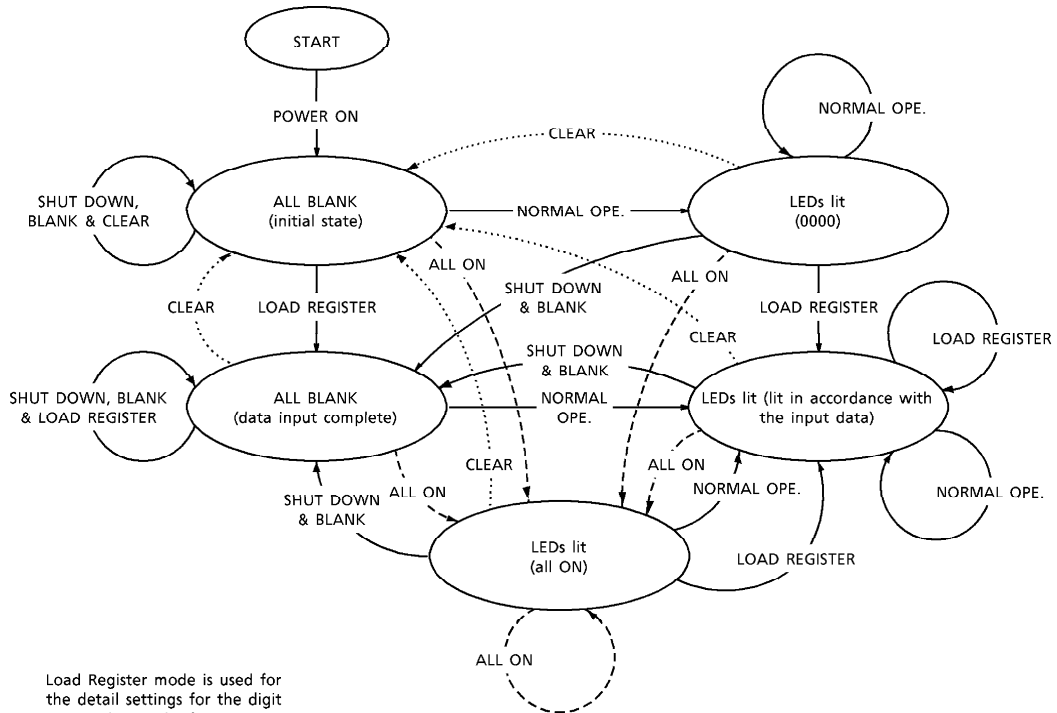 START
POWER ON
NORMAL OPE.
CLEAR
SHUT DOWN,
BLANK & CLEAR
ALL BLANK
(initial state)
NORMAL OPE.
LEDs lit
(0000)
ALL ON
ALL ON
SHUT DOWN
& BLANK
CLEAR
LOAD REGISTER
LOAD REGISTER
CLEAR
LOAD REGISTER
SHUT DOWN
& BLANK
SHUT DOWN, BLANK
& LOAD REGISTER
ALL BLANK
(data input complete)
NORMAL
OPE.
LEDs lit (lit in accordance with
the input data)
CLEAR
ALL ON
SHUT DOWN
& BLANK
ALL ON
NORMAL OPE.
NORMAL OPE.
LEDs lit
(all ON)
LOAD REGISTER
ALL ON
Load Register mode is used for
the detail settings for the digit